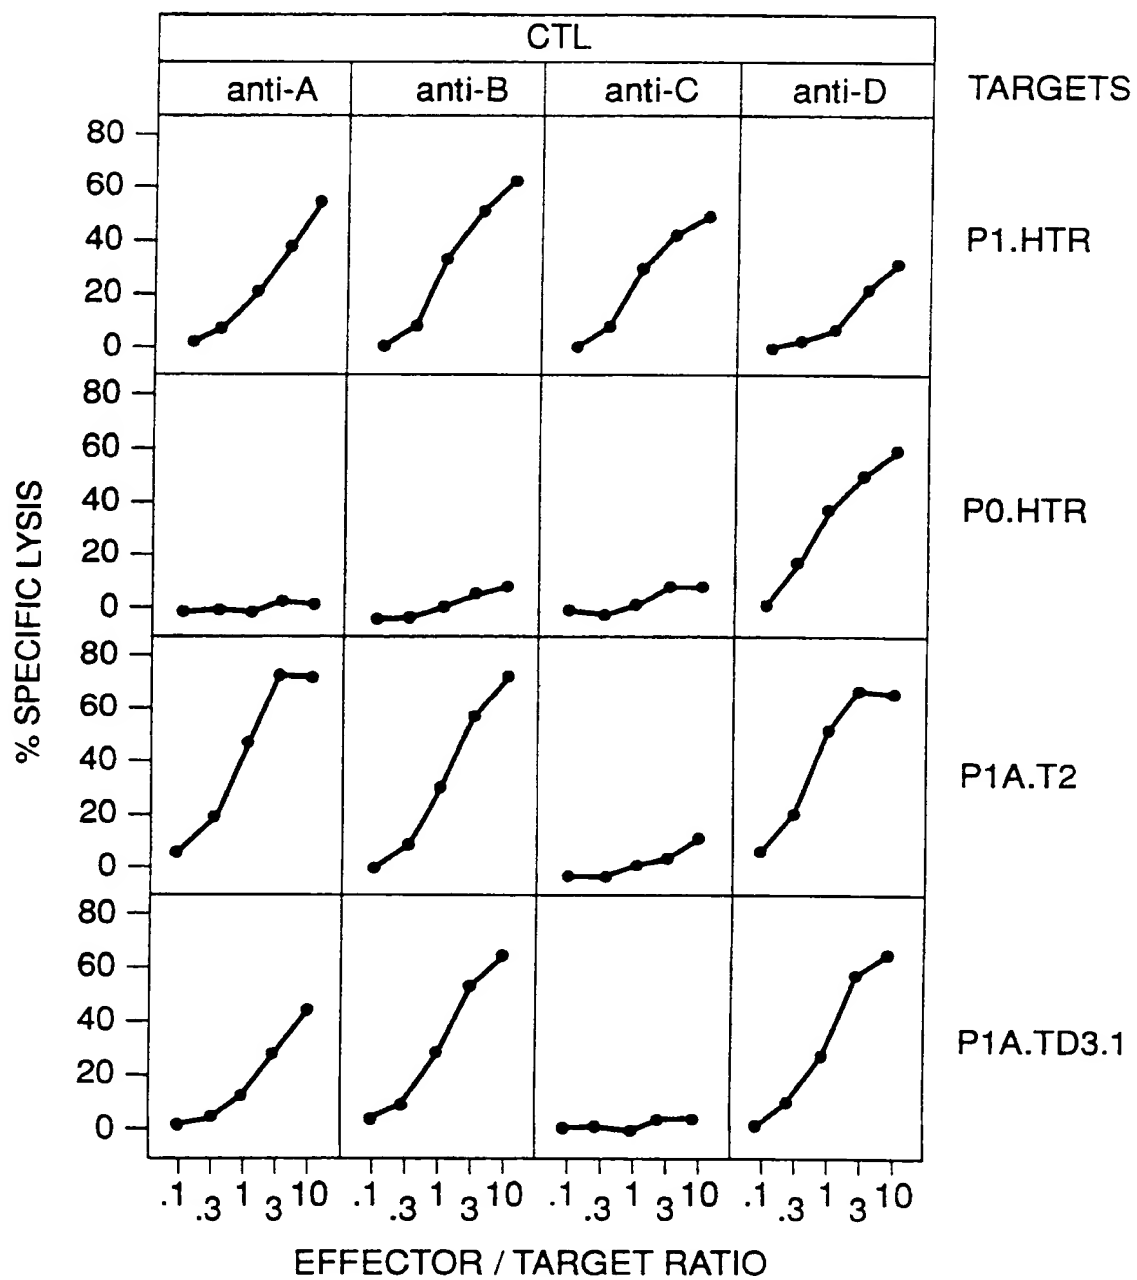 CTL
anti-A anti-B anti-C anti-D TARGETS
80
60
40
20
0
P1.HTR
80
60
40
20
0
P0.HTR
80
60
40
20
0
P1A.T2
80
60
40
20
0
P1A.TD3.1
% SPECIFIC LYSIS
.1 .3 1 3 10 .1 .3 1 3 10 .1 .3 1 3 10 .1 .3 1 3 10
EFFECTOR / TARGET RATIO